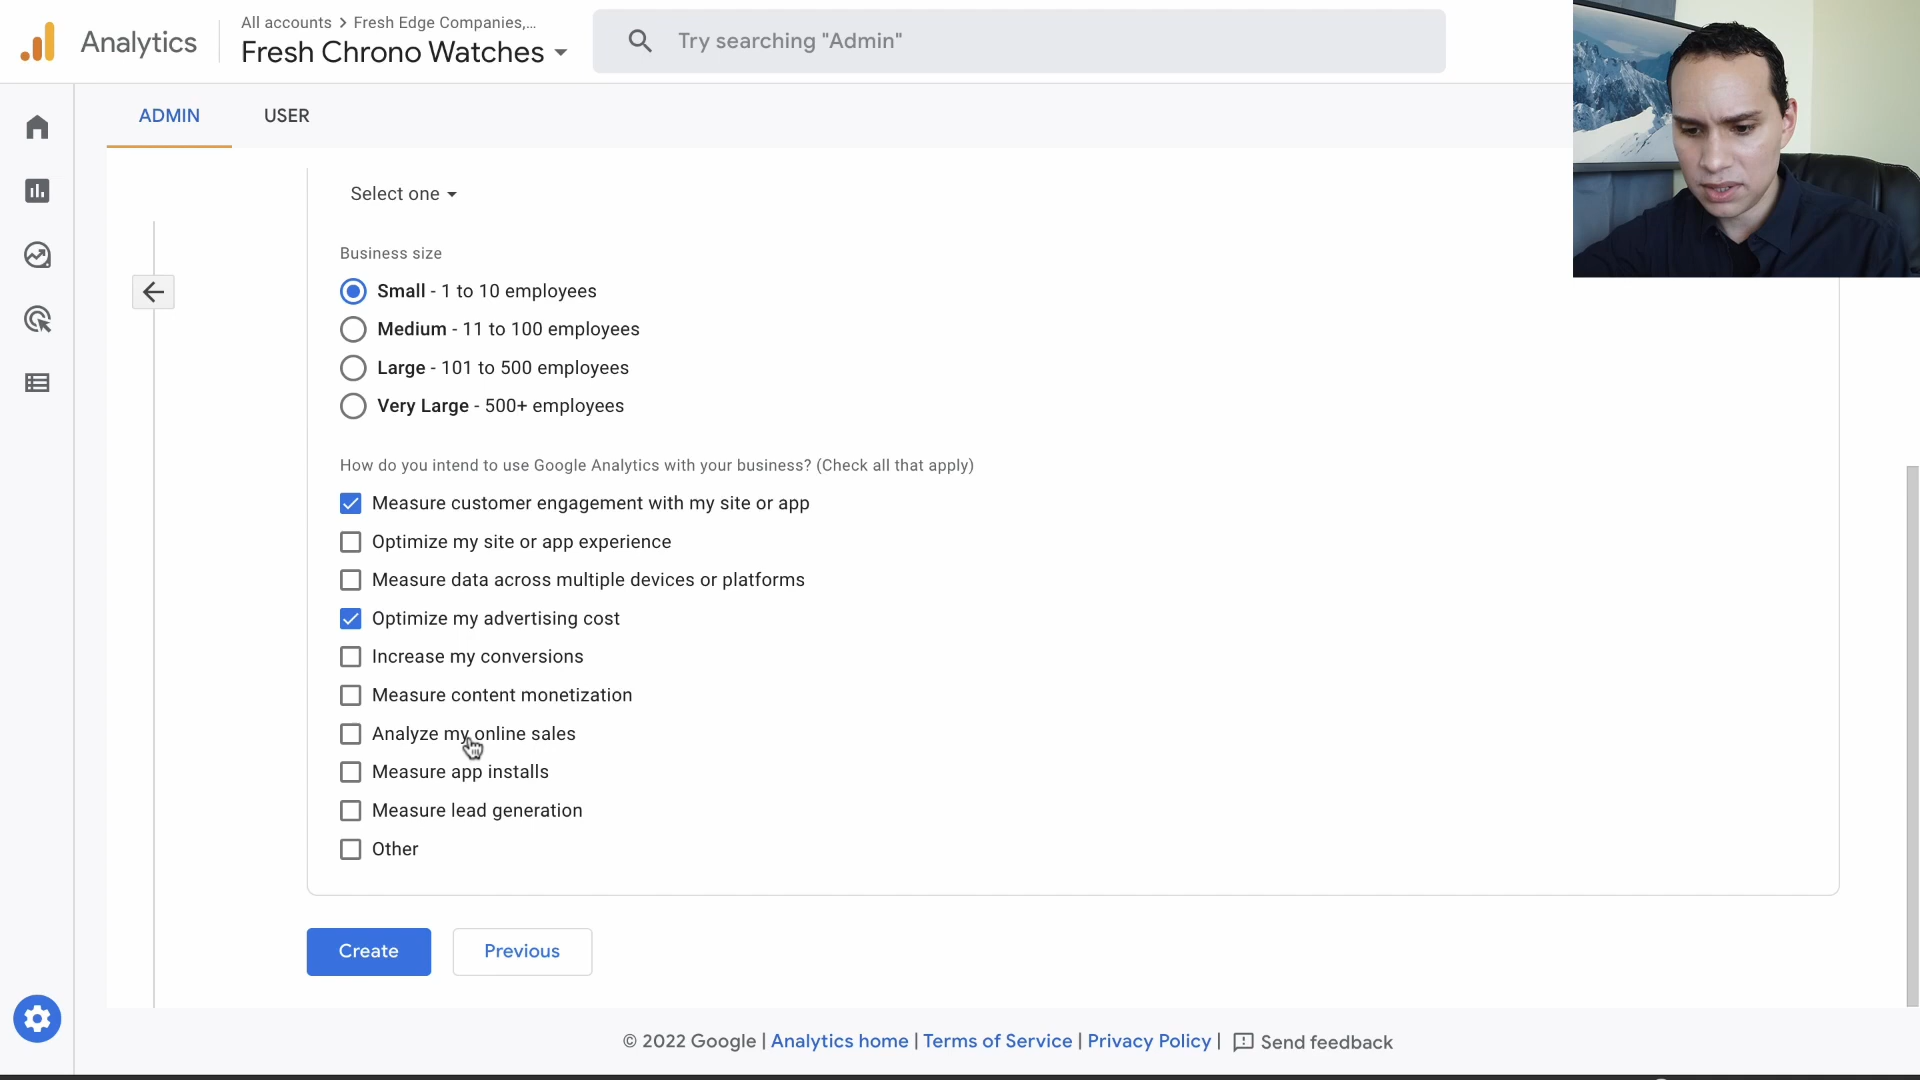 Analytics
All accounts > Fresh Edge Companies,...
Fresh Chrono Watches
Try searching "Admin"
ADMIN
USER
Select one
Business size
Small - 1 to 10 employees
Medium - 11 to 100 employees
Large - 101 to 500 employees
Very Large - 500+ employees
How do you intend to use Google Analytics with your business? (Check all that apply)
Measure customer engagement with my site or app
Optimize my site or app experience
Measure data across multiple devices or platforms
Optimize my advertising cost
Increase my conversions
Measure content monetization
Analyze my online sales
Measure app installs
Measure lead generation
Other
Create
Previous
© 2022 Google | Analytics home | Terms of Service | Privacy Policy | Send feedback